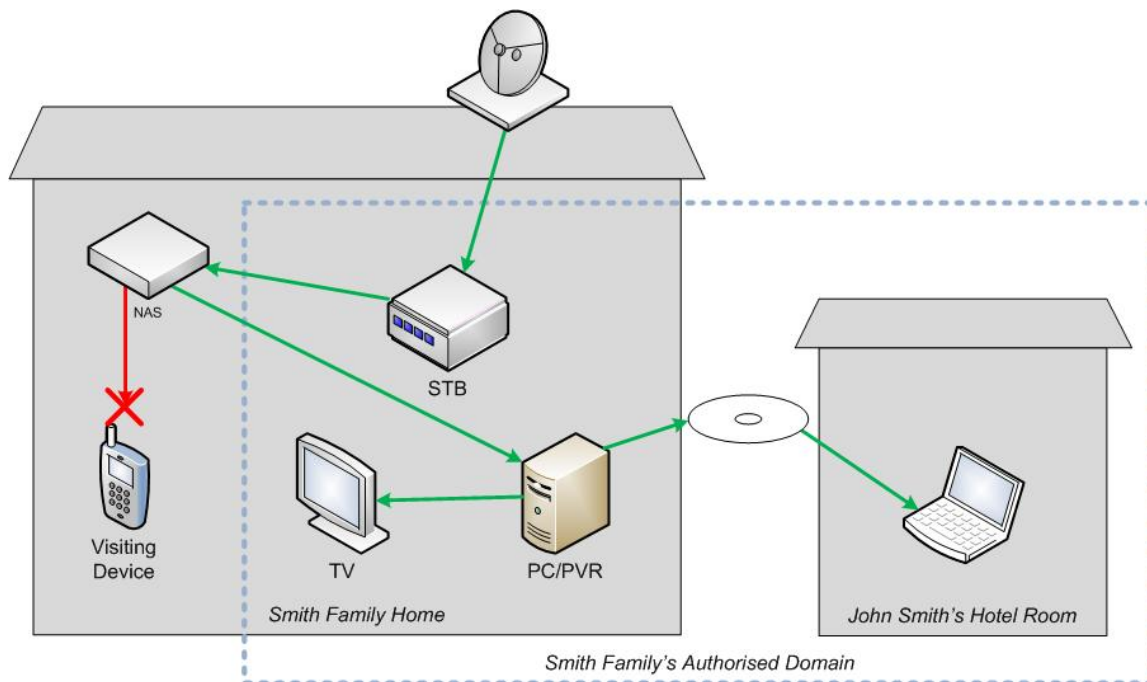 NAS
STB
Visiting
Device
TV
PC/PVR
Smith Family Home
John Smith's Hotel Room
Smith Family's Authorised Domain